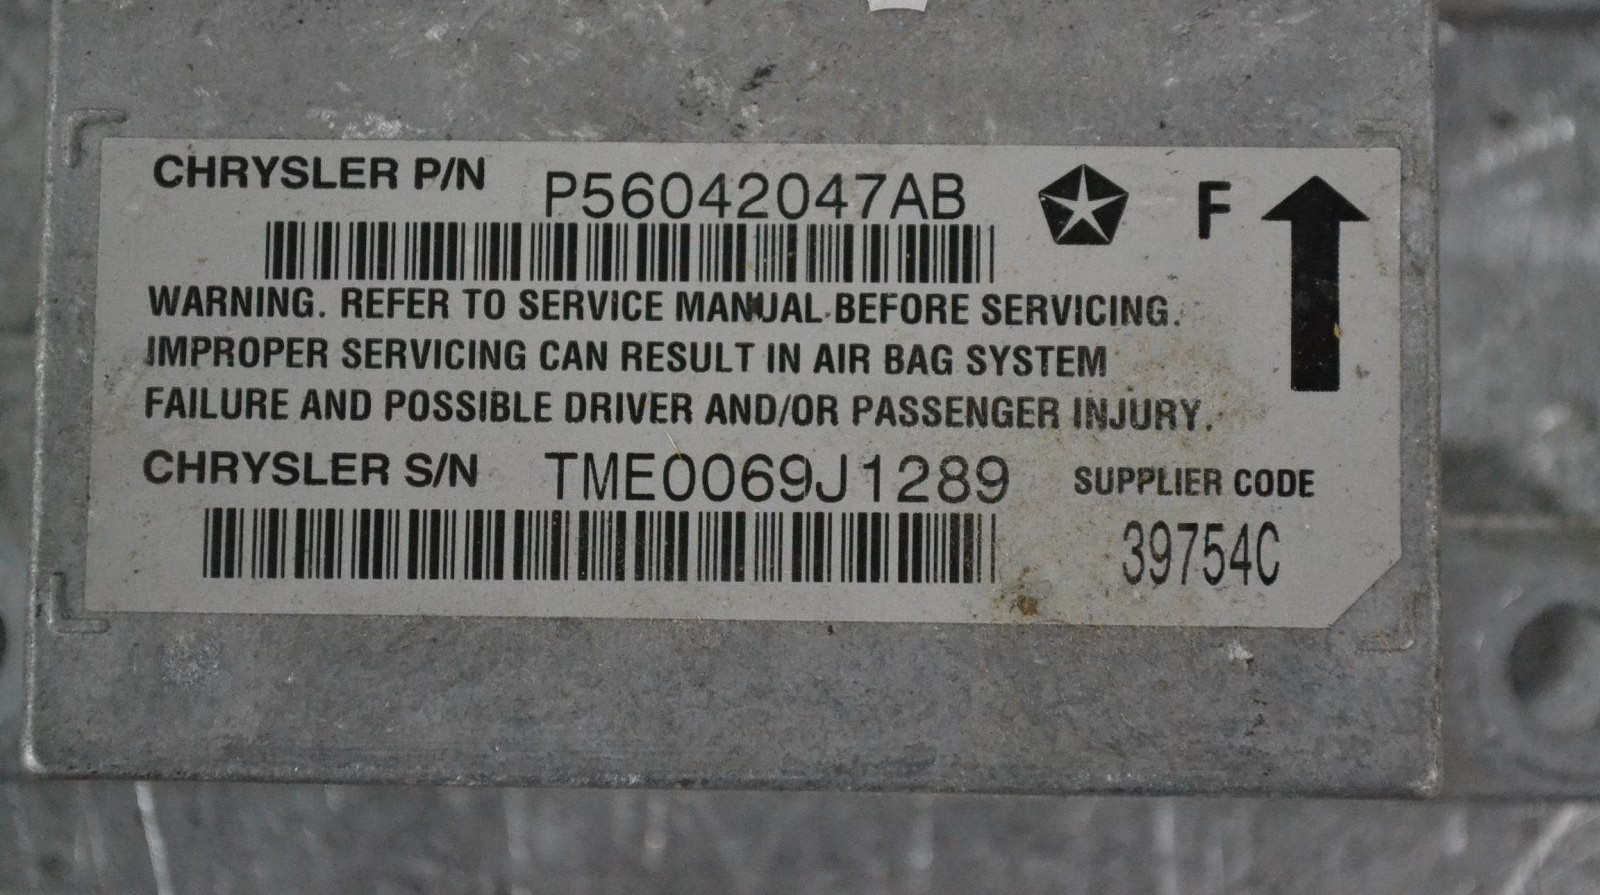 CHRYSLER P/N P56042047AB F
WARNING. REFER TO SERVICE MANUAL BEFORE SERVICING.
IMPROPER SERVICING CAN RESULT IN AIR BAG SYSTEM
FAILURE AND POSSIBLE DRIVER AND/OR PASSENGER INJURY.
CHRYSLER S/N TME0069J1289 SUPPLIER CODE
39754C